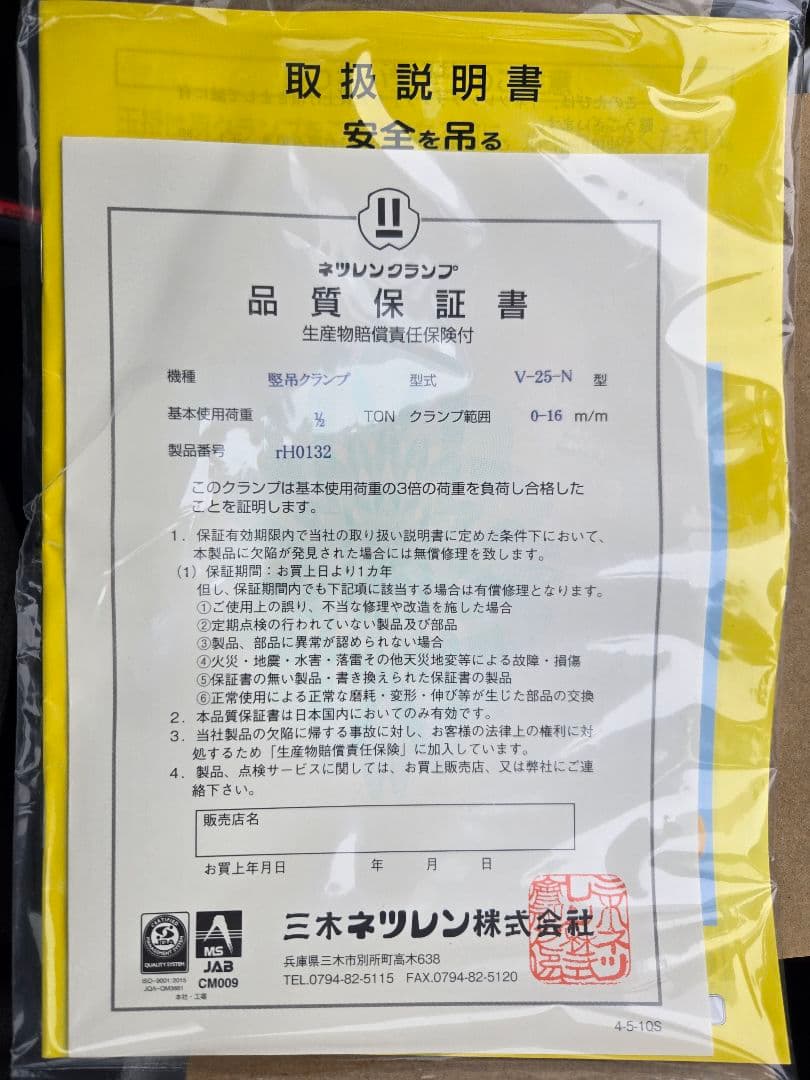 取扱説明書
安全を吊る
ネツレンクランプ
品質保証書
生産物賠償責任保険付
機種 竪吊クランプ 型式 V-25-N 型
基本使用荷重 ½ TON クランプ範囲 0-16 m/m
製品番号 rH0132
このクランプは基本使用荷重の3倍の荷重を負荷し合格した
ことを証明します。
1. 保証有効期限内で当社の取り扱い説明書に定めた条件下において、
本製品に欠陥が発見された場合には無償修理を致します。
(1) 保証期間：お買上日より1カ年
但し、保証期間内でも下記項に該当する場合は有償修理となります。
①ご使用上の誤り、不当な修理や改造を施した場合
②定期点検の行われていない製品及び部品
③製品、部品に異常が認められない場合
④火災・地震・水害・落雷その他天災地変等による故障・損傷
⑤保証書の無い製品・書き換えられた保証書の製品
⑥正常使用による正常な磨耗・変形・伸び等が生じた部品の交換
2. 本品質保証書は日本国内においてのみ有効です。
3. 当社製品の欠陥に帰する事故に対し、お客様の法律上の権利に対
処するため「生産物賠償責任保険」に加入しています。
4. 製品、点検サービスに関しては、お買上販売店、又は弊社にご連
絡下さい。
販売店名
お買上年月日 年 月 日
CERTIFIED
JQA
QUALITY SYSTEM
ISO-9001:2015
JQA-QM3661
本社・工場
MS
JAB
CM009
三木ネツレン株式会社
兵庫県三木市別所町高木638
TEL.0794-82-5115 FAX.0794-82-5120
4-5-10S